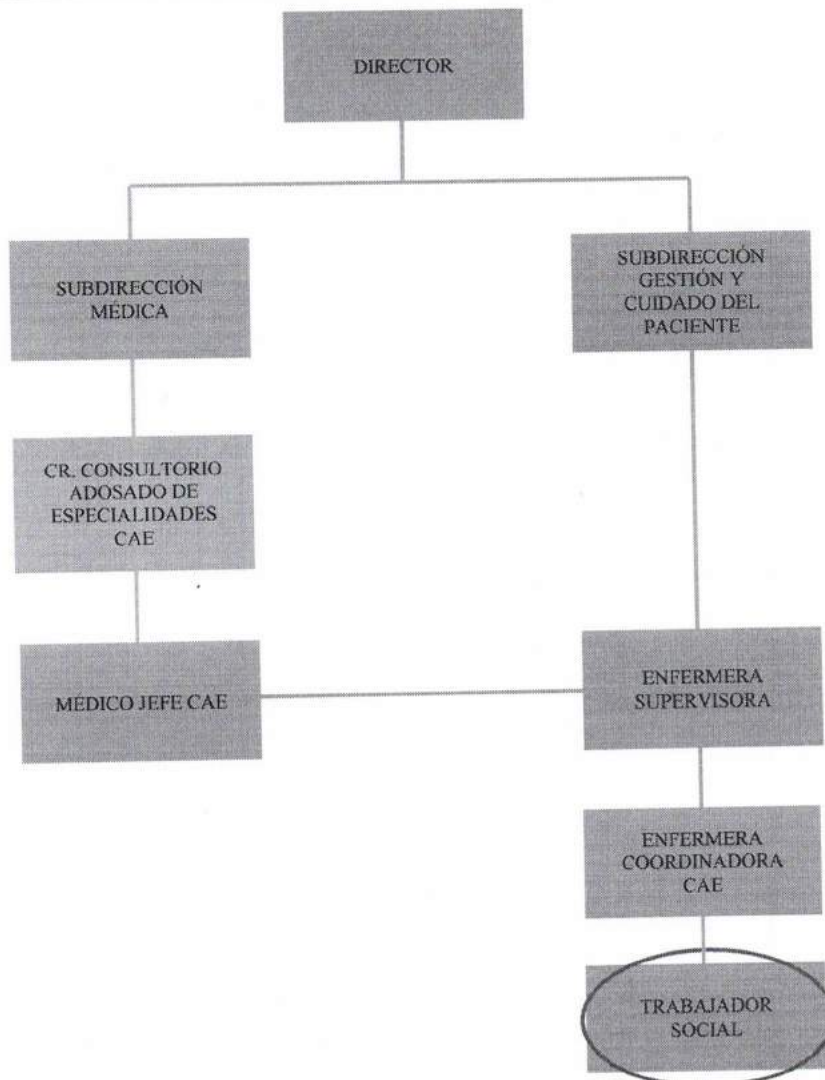 DIRECTOR
SUBDIRECCIÓN
MÉDICA
SUBDIRECCIÓN
GESTIÓN Y
CUIDADO DEL
PACIENTE
CR. CONSULTORIO
ADOSADO DE
ESPECIALIDADES
CAE
MÉDICO JEFE CAE
ENFERMERA
SUPERVISORA
ENFERMERA
COORDINADORA
CAE
TRABAJADOR
SOCIAL